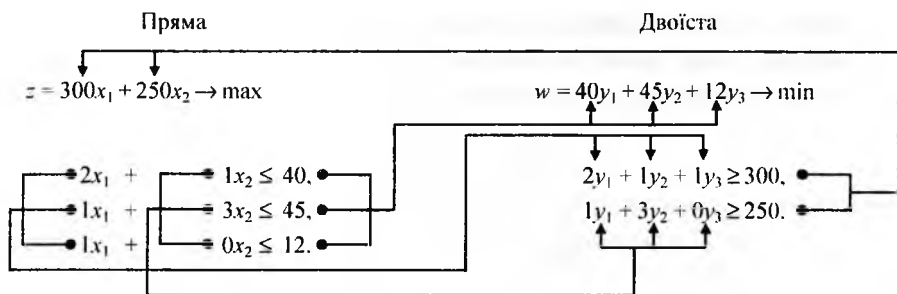 Пряма Двоїста
z = 300x₁ + 250x₂ → max w = 40y₁ + 45y₂ + 12y₃ → min
2x₁ + 1x₂ ≤ 40, 2y₁ + 1y₂ + 1y₃ ≥ 300,
1x₁ + 3x₂ ≤ 45, 1y₁ + 3y₂ + 0y₃ ≥ 250.
1x₁ + 0x₂ ≤ 12.